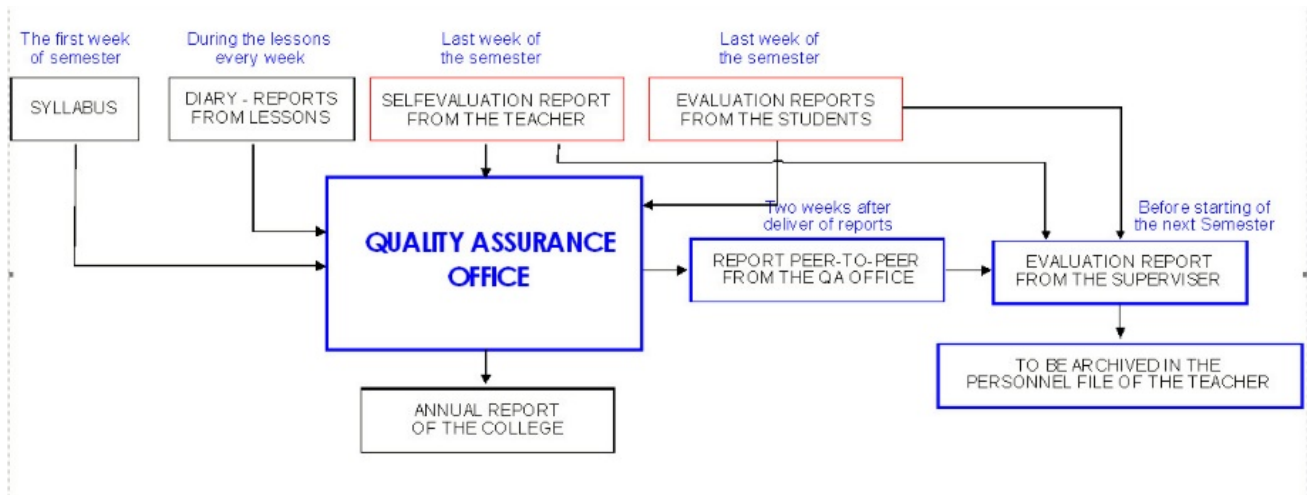 The first week
of semester
During the lessons
every week
Last week of
the semester
Last week of
the semester
SYLLABUS
DIARY - REPORTS
FROM LESSONS
SELFEVALUATION REPORT
FROM THE TEACHER
EVALUATION REPORTS
FROM THE STUDENTS
QUALITY ASSURANCE
OFFICE
Two weeks after
deliver of reports
Before starting of
the next Semester
REPORT PEER-TO-PEER
FROM THE QA OFFICE
EVALUATION REPORT
FROM THE SUPERVISER
TO BE ARCHIVED IN THE
PERSONNEL FILE OF THE TEACHER
ANNUAL REPORT
OF THE COLLEGE